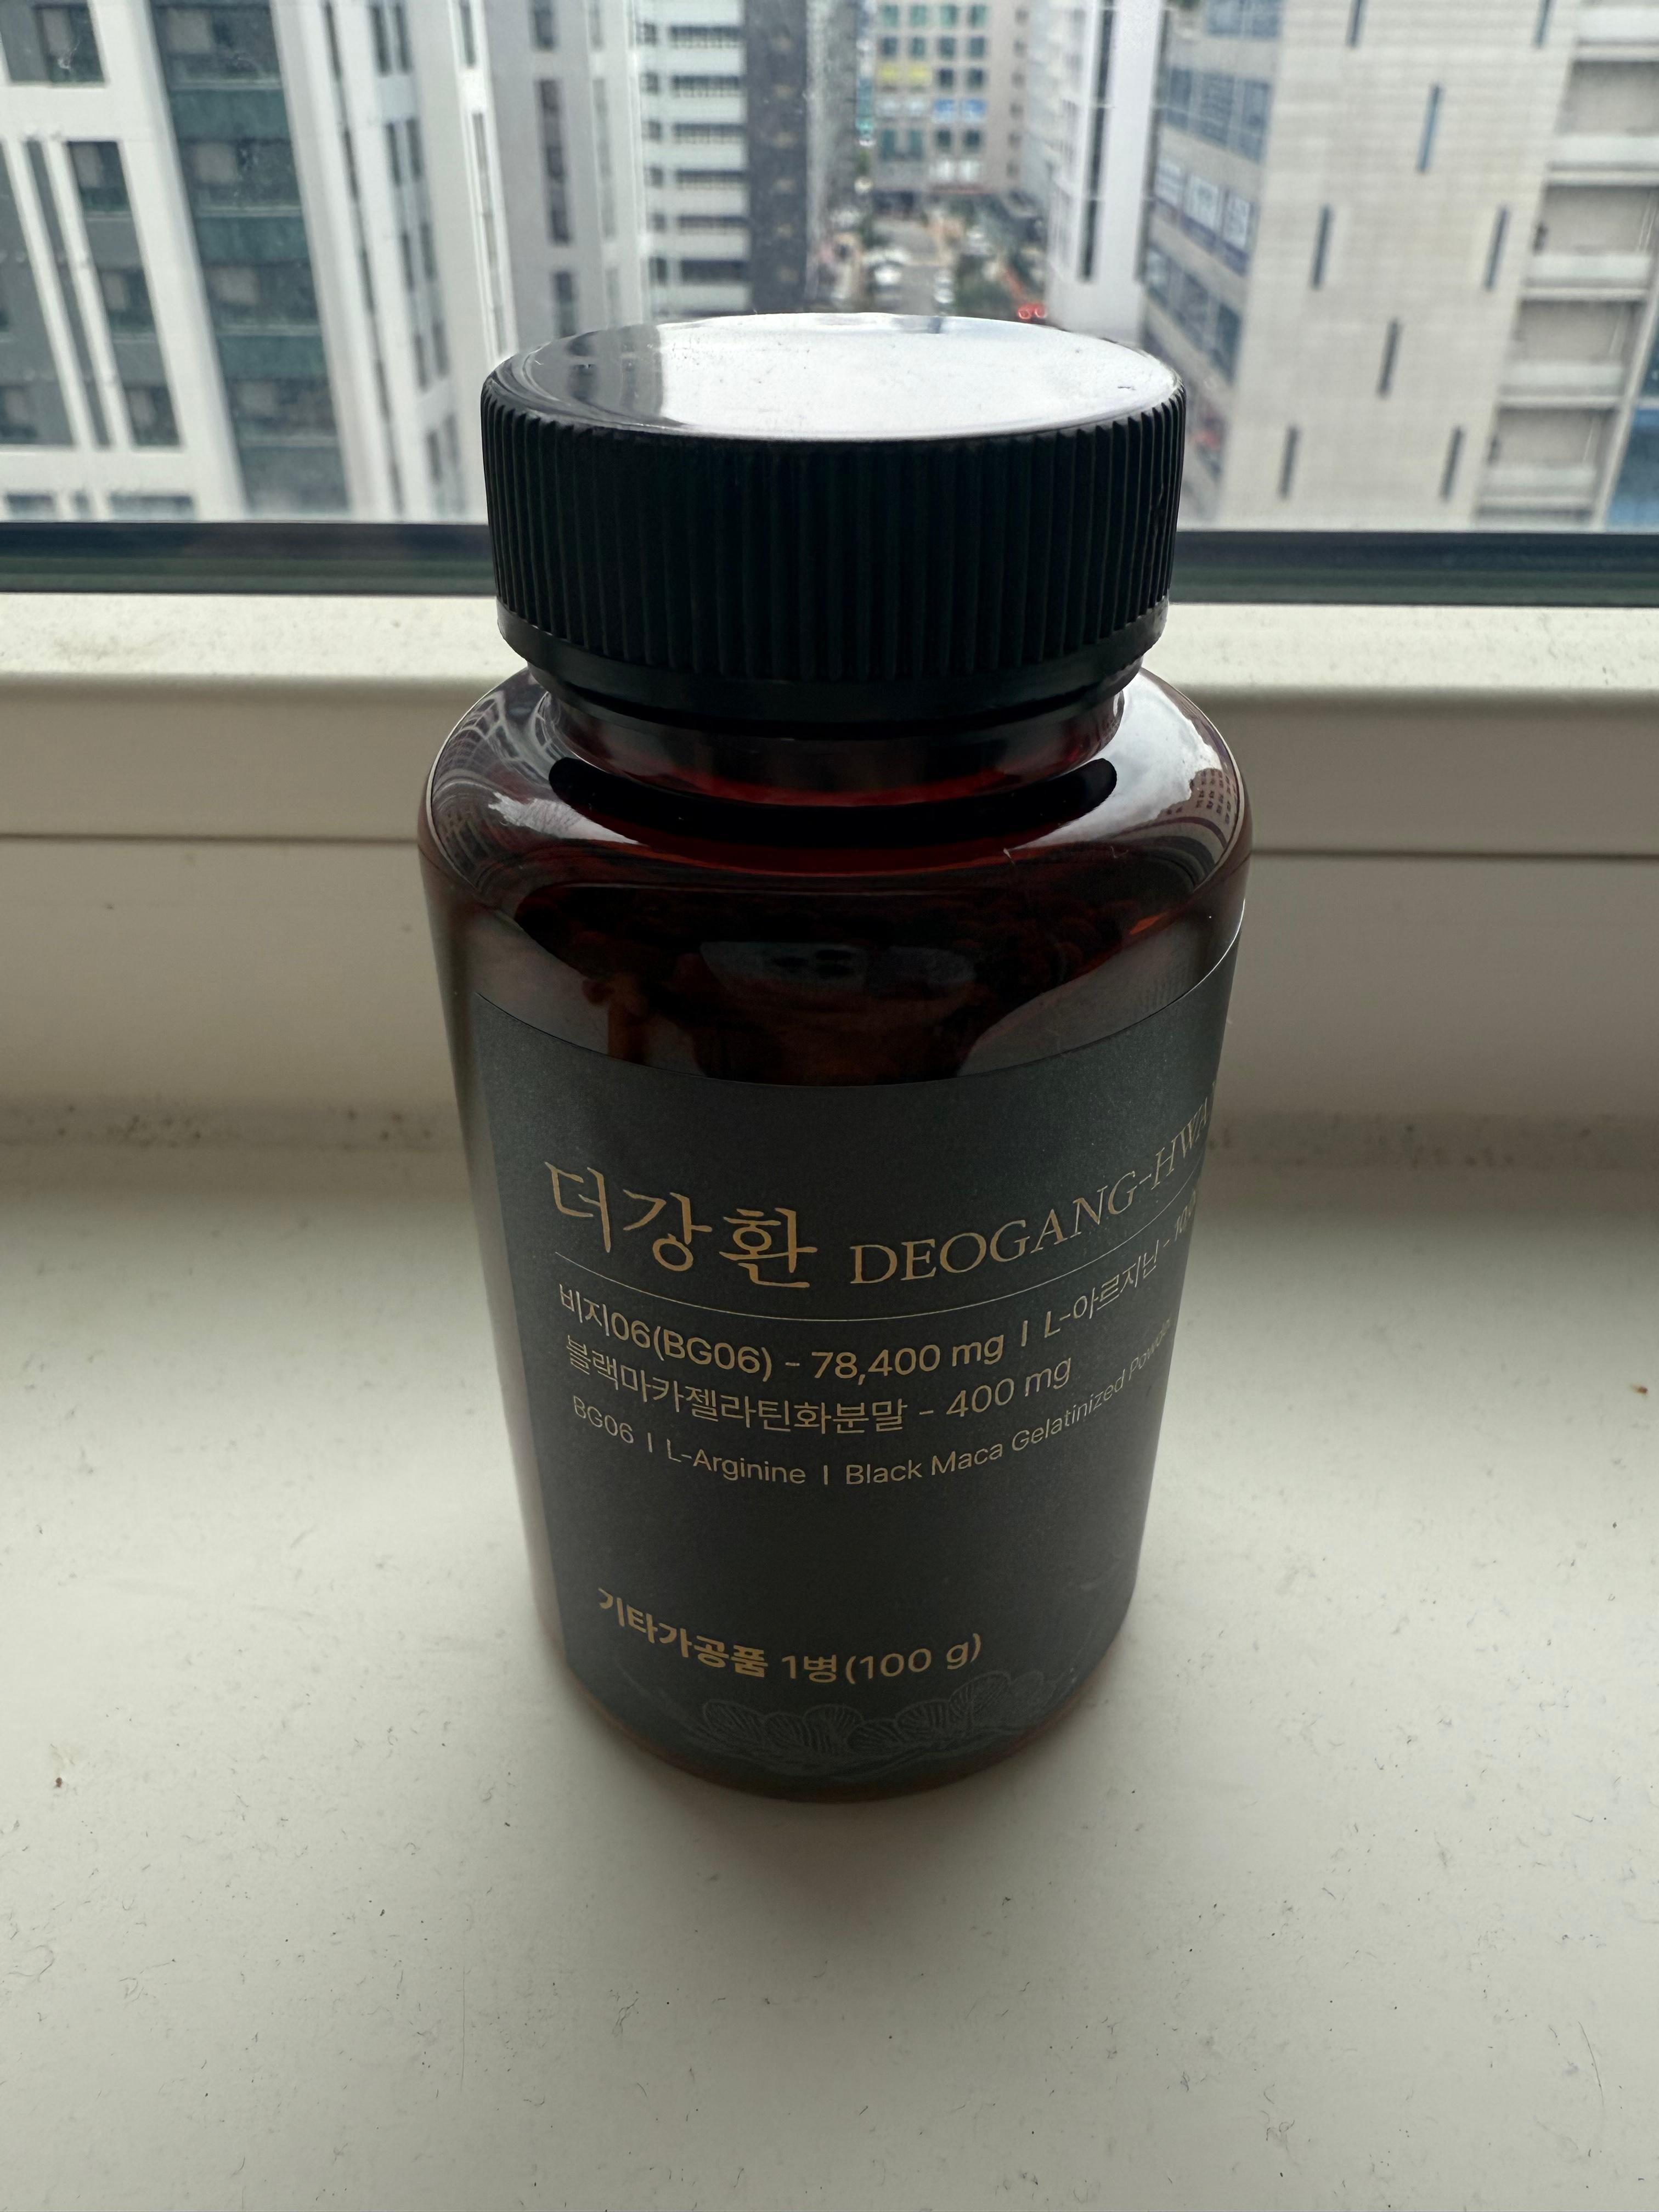 더강환 DEOGANG-HWA
비지06(BG06) - 78,400 mg | L-아르지닌 -
블랙마카젤라틴화분말 - 400 mg
BG06 | L-Arginine | Black Maca Gelatinized Powder
기타가공품 1병(100 g)